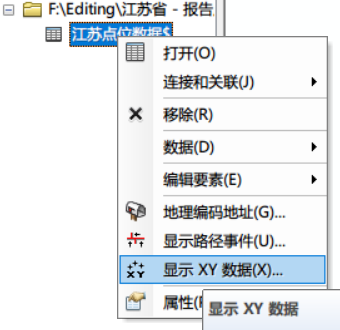 F:\Editing\江苏省 - 报告
江苏点位数据$
打开(O)
连接和关联(J)
移除(R)
数据(D)
编辑要素(E)
地理编码地址(G)...
显示路径事件(U)...
显示 XY 数据(X)...
属性(
显示 XY 数据